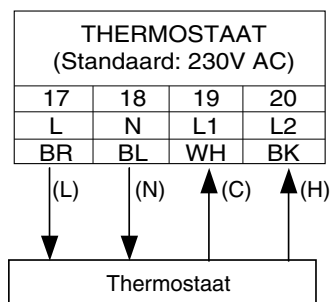 THERMOSTAAT
(Standaard: 230V AC)
17 18 19 20
L N L1 L2
BR BL WH BK
(L) (N) (C) (H)
Thermostaat